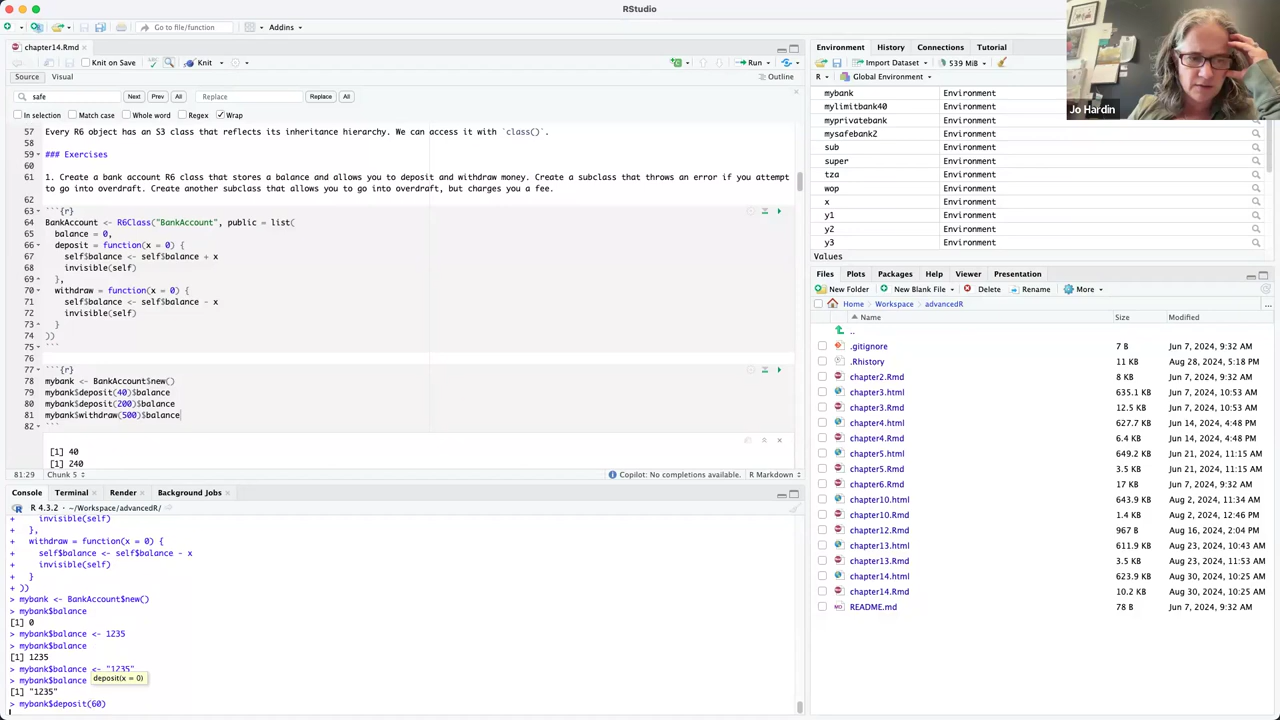 RStudio
Go to file/function
Addins
chapter14.Rmd
Knit on Save
Knit
Run
Source
Visual
Outline
safe
Next
Prev
All
Replace
Replace
All
In selection
Match case
Whole word
Regex
Wrap
57 Every R6 object has an S3 class that reflects its inheritance hierarchy. We can access it with `class()`.
58
59 ### Exercises
60
61 1. Create a bank account R6 class that stores a balance and allows you to deposit and withdraw money. Create a subclass that throws an error if you attempt
to go into overdraft. Create another subclass that allows you to go into overdraft, but charges you a fee.
62
63 ```{r}
64 BankAccount <- R6Class("BankAccount", public = list(
65 balance = 0,
66 deposit = function(x = 0) {
67 self$balance <- self$balance + x
68 invisible(self)
69 },
70 withdraw = function(x = 0) {
71 self$balance <- self$balance - x
72 invisible(self)
73 }
74 ))
75 ```
76
77 ```{r}
78 mybank <- BankAccount$new()
79 mybank$deposit(40)$balance
80 mybank$deposit(200)$balance
81 mybank$withdraw(500)$balance
82 ```
[1] 40
[1] 240
81:29
Chunk 5
Copilot: No completions available.
R Markdown
Console
Terminal
Render
Background Jobs
R 4.3.2 · ~/Workspace/advancedR/
+ invisible(self)
+ },
+ withdraw = function(x = 0) {
+ self$balance <- self$balance - x
+ invisible(self)
+ }
+ ))
> mybank <- BankAccount$new()
> mybank$balance
[1] 0
> mybank$balance <- 1235
> mybank$balance
[1] 1235
> mybank$balance <- "1235"
> mybank$balance
deposit(x = 0)
[1] "1235"
> mybank$deposit(60)
Environment
History
Connections
Tutorial
Import Dataset
539 MiB
R
Global Environment
mybank Environment
mylimitbank40 Environment
myprivatebank Environment
mysafebank2 Environment
sub Environment
super Environment
tza Environment
wop Environment
x Environment
y1 Environment
y2 Environment
y3 Environment
Values
Files
Plots
Packages
Help
Viewer
Presentation
New Folder
New Blank File
Delete
Rename
More
Home
Workspace
advancedR
...
Name
Size
Modified
..
.gitignore 7 B Jun 7, 2024, 9:32 AM
.Rhistory 11 KB Aug 28, 2024, 5:18 PM
chapter2.Rmd 8 KB Jun 7, 2024, 9:32 AM
chapter3.html 635.1 KB Jun 7, 2024, 10:53 AM
chapter3.Rmd 12.5 KB Jun 7, 2024, 10:53 AM
chapter4.html 627.7 KB Jun 14, 2024, 4:48 PM
chapter4.Rmd 6.4 KB Jun 14, 2024, 4:48 PM
chapter5.html 649.2 KB Jun 21, 2024, 11:15 AM
chapter5.Rmd 3.5 KB Jun 21, 2024, 11:15 AM
chapter6.Rmd 17 KB Jun 7, 2024, 9:32 AM
chapter10.html 643.9 KB Aug 2, 2024, 11:34 AM
chapter10.Rmd 1.4 KB Aug 2, 2024, 12:46 PM
chapter12.Rmd 967 B Aug 16, 2024, 2:04 PM
chapter13.html 611.9 KB Aug 23, 2024, 10:43 AM
chapter13.Rmd 3.5 KB Aug 23, 2024, 11:53 AM
chapter14.html 623.9 KB Aug 30, 2024, 10:25 AM
chapter14.Rmd 10.2 KB Aug 30, 2024, 10:25 AM
README.md 78 B Jun 7, 2024, 9:32 AM
Jo Hardin